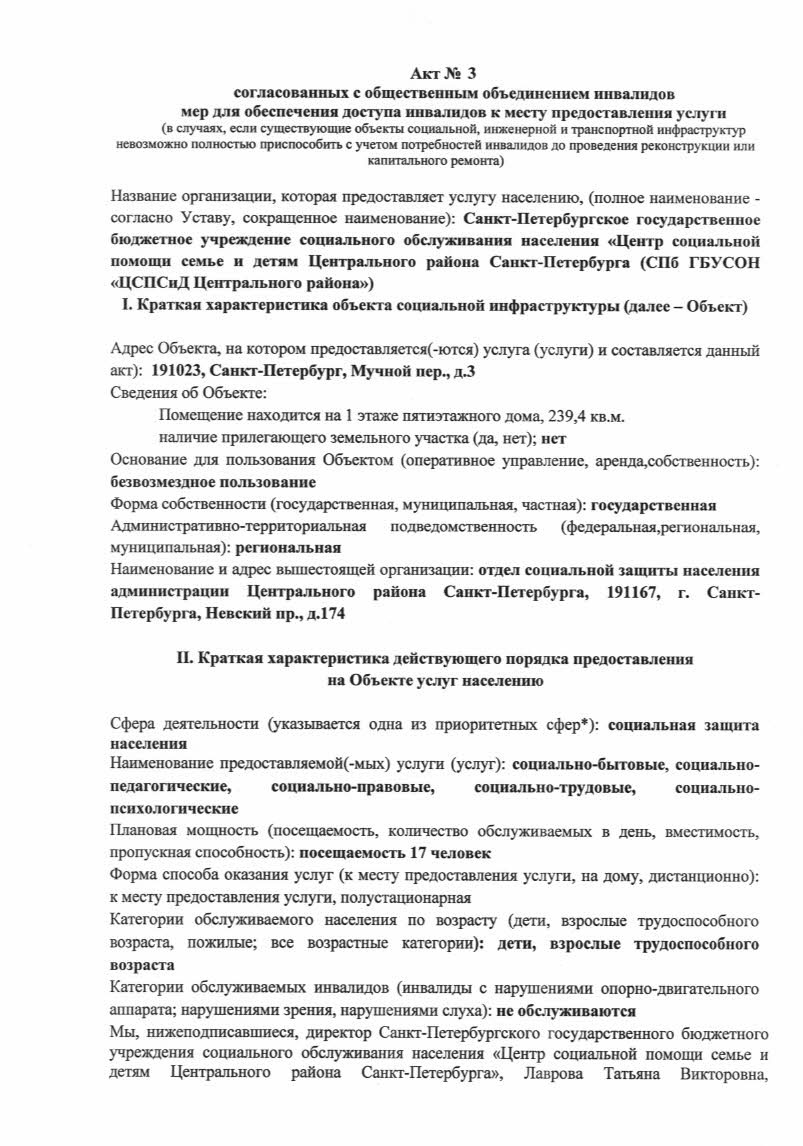 Акт № 3
согласованных с общественным объединением инвалидов
мер для обеспечения доступа инвалидов к месту предоставления услуги
(в случаях, если существующие объекты социальной, инженерной и транспортной инфраструктур
невозможно полностью приспособить с учетом потребностей инвалидов до проведения реконструкции или
капитального ремонта)
Название организации, которая предоставляет услугу населению, (полное наименование -
согласно Уставу, сокращенное наименование): Санкт-Петербургское государственное
бюджетное учреждение социального обслуживания населения «Центр социальной
помощи семье и детям Центрального района Санкт-Петербурга (СПб ГБУСОН
«ЦСПСиД Центрального района»)
I. Краткая характеристика объекта социальной инфраструктуры (далее – Объект)
Адрес Объекта, на котором предоставляется(-ются) услуга (услуги) и составляется данный
акт): 191023, Санкт-Петербург, Мучной пер., д.3
Сведения об Объекте:
Помещение находится на 1 этаже пятиэтажного дома, 239,4 кв.м.
наличие прилегающего земельного участка (да, нет); нет
Основание для пользования Объектом (оперативное управление, аренда,собственность):
безвозмездное пользование
Форма собственности (государственная, муниципальная, частная): государственная
Административно-территориальная подведомственность (федеральная,региональная,
муниципальная): региональная
Наименование и адрес вышестоящей организации: отдел социальной защиты населения
администрации Центрального района Санкт-Петербурга, 191167, г. Санкт-
Петербурга, Невский пр., д.174
II. Краткая характеристика действующего порядка предоставления
на Объекте услуг населению
Сфера деятельности (указывается одна из приоритетных сфер*): социальная защита
населения
Наименование предоставляемой(-мых) услуги (услуг): социально-бытовые, социально-
педагогические, социально-правовые, социально-трудовые, социально-
психологические
Плановая мощность (посещаемость, количество обслуживаемых в день, вместимость,
пропускная способность): посещаемость 17 человек
Форма способа оказания услуг (к месту предоставления услуги, на дому, дистанционно):
к месту предоставления услуги, полустационарная
Категории обслуживаемого населения по возрасту (дети, взрослые трудоспособного
возраста, пожилые; все возрастные категории): дети, взрослые трудоспособного
возраста
Категории обслуживаемых инвалидов (инвалиды с нарушениями опорно-двигательного
аппарата; нарушениями зрения, нарушениями слуха): не обслуживаются
Мы, нижеподписавшиеся, директор Санкт-Петербургского государственного бюджетного
учреждения социального обслуживания населения «Центр социальной помощи семье и
детям Центрального района Санкт-Петербурга», Лаврова Татьяна Викторовна,